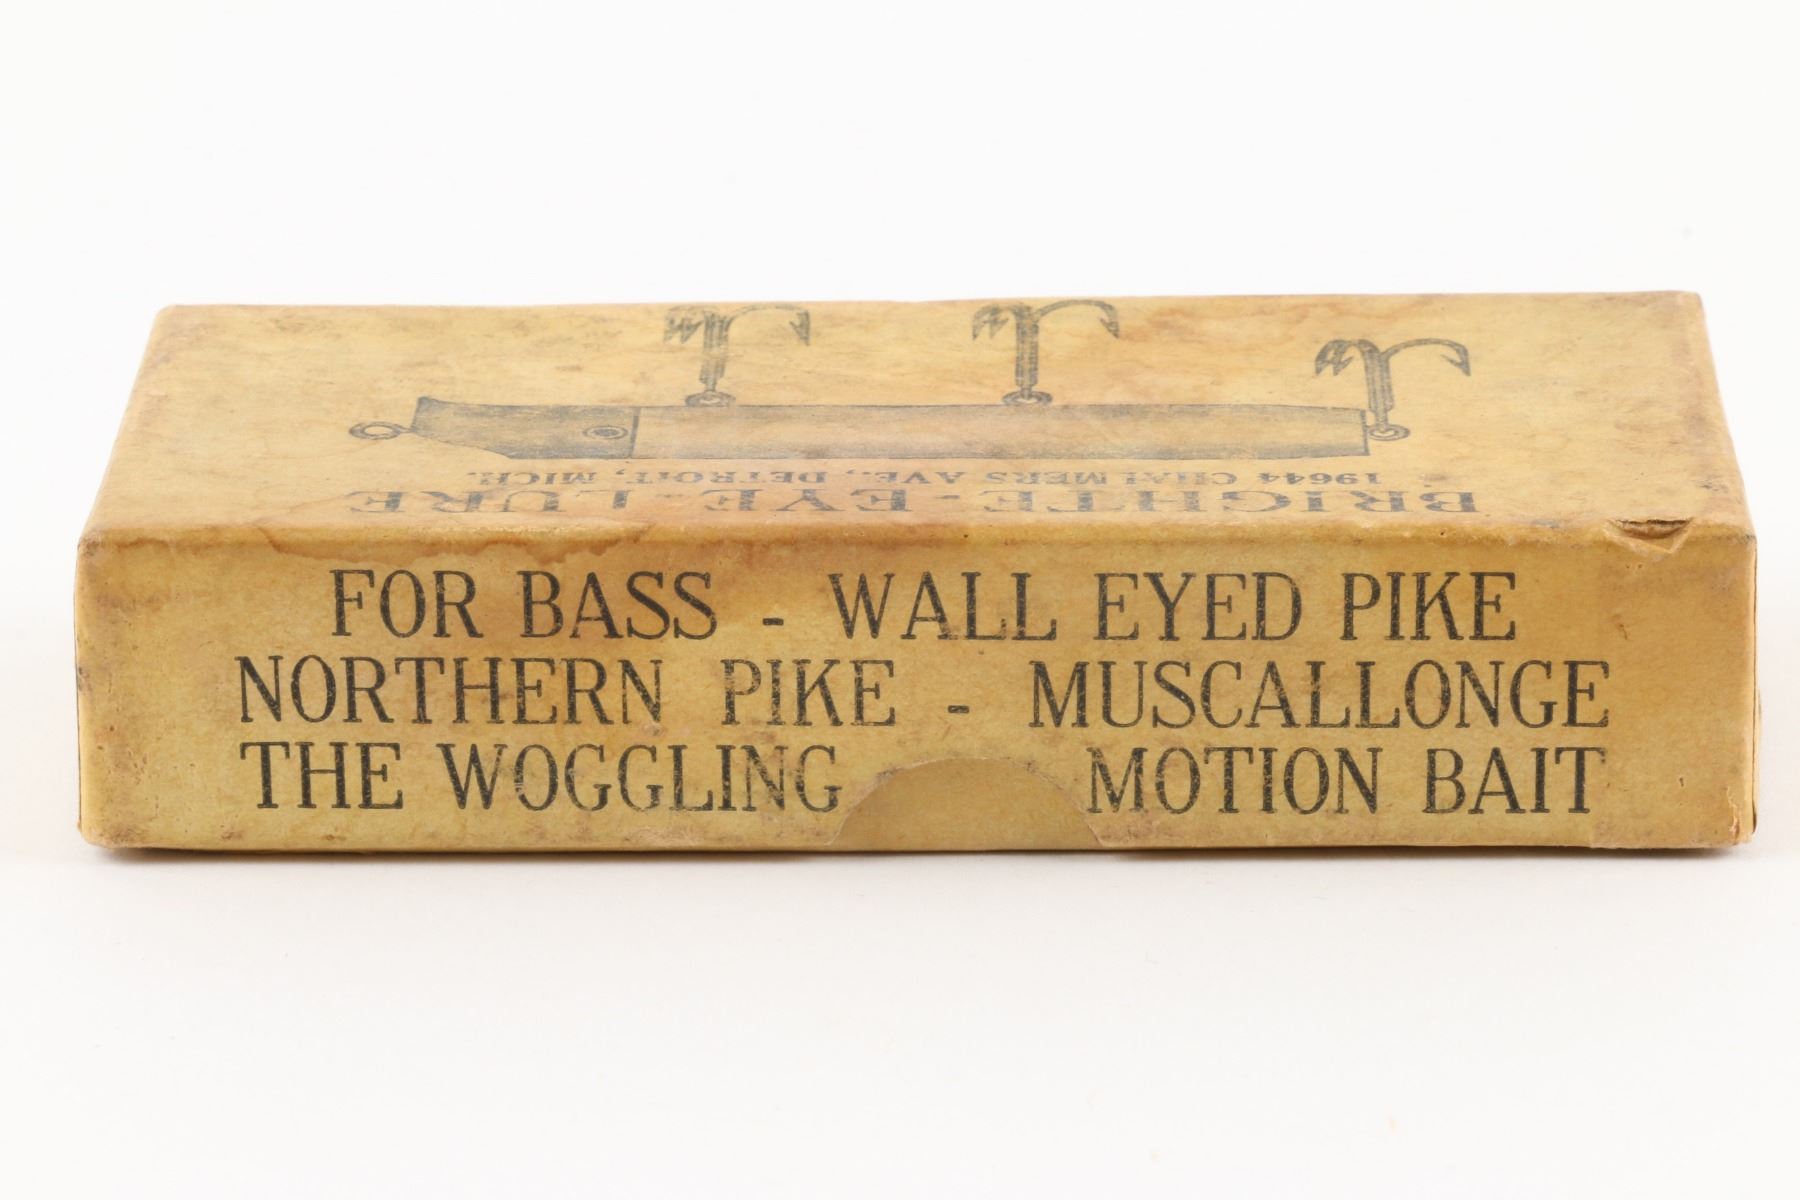 BRIGHTE - EYE - LURE
19644 CHALMERS AVE., DETROIT, MICH.
FOR BASS - WALL EYED PIKE
NORTHERN PIKE - MUSCALLONGE
THE WOGGLING MOTION BAIT